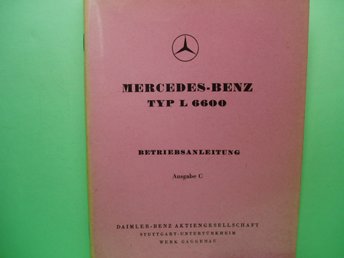 MERCEDES-BENZ
TYP L 6600
BETRIEBSANLEITUNG
Ausgabe C
DAIMLER-BENZ AKTIENGESELLSCHAFT
STUTTGART-UNTERTÜRKHEIM
WERK GAGGENAU